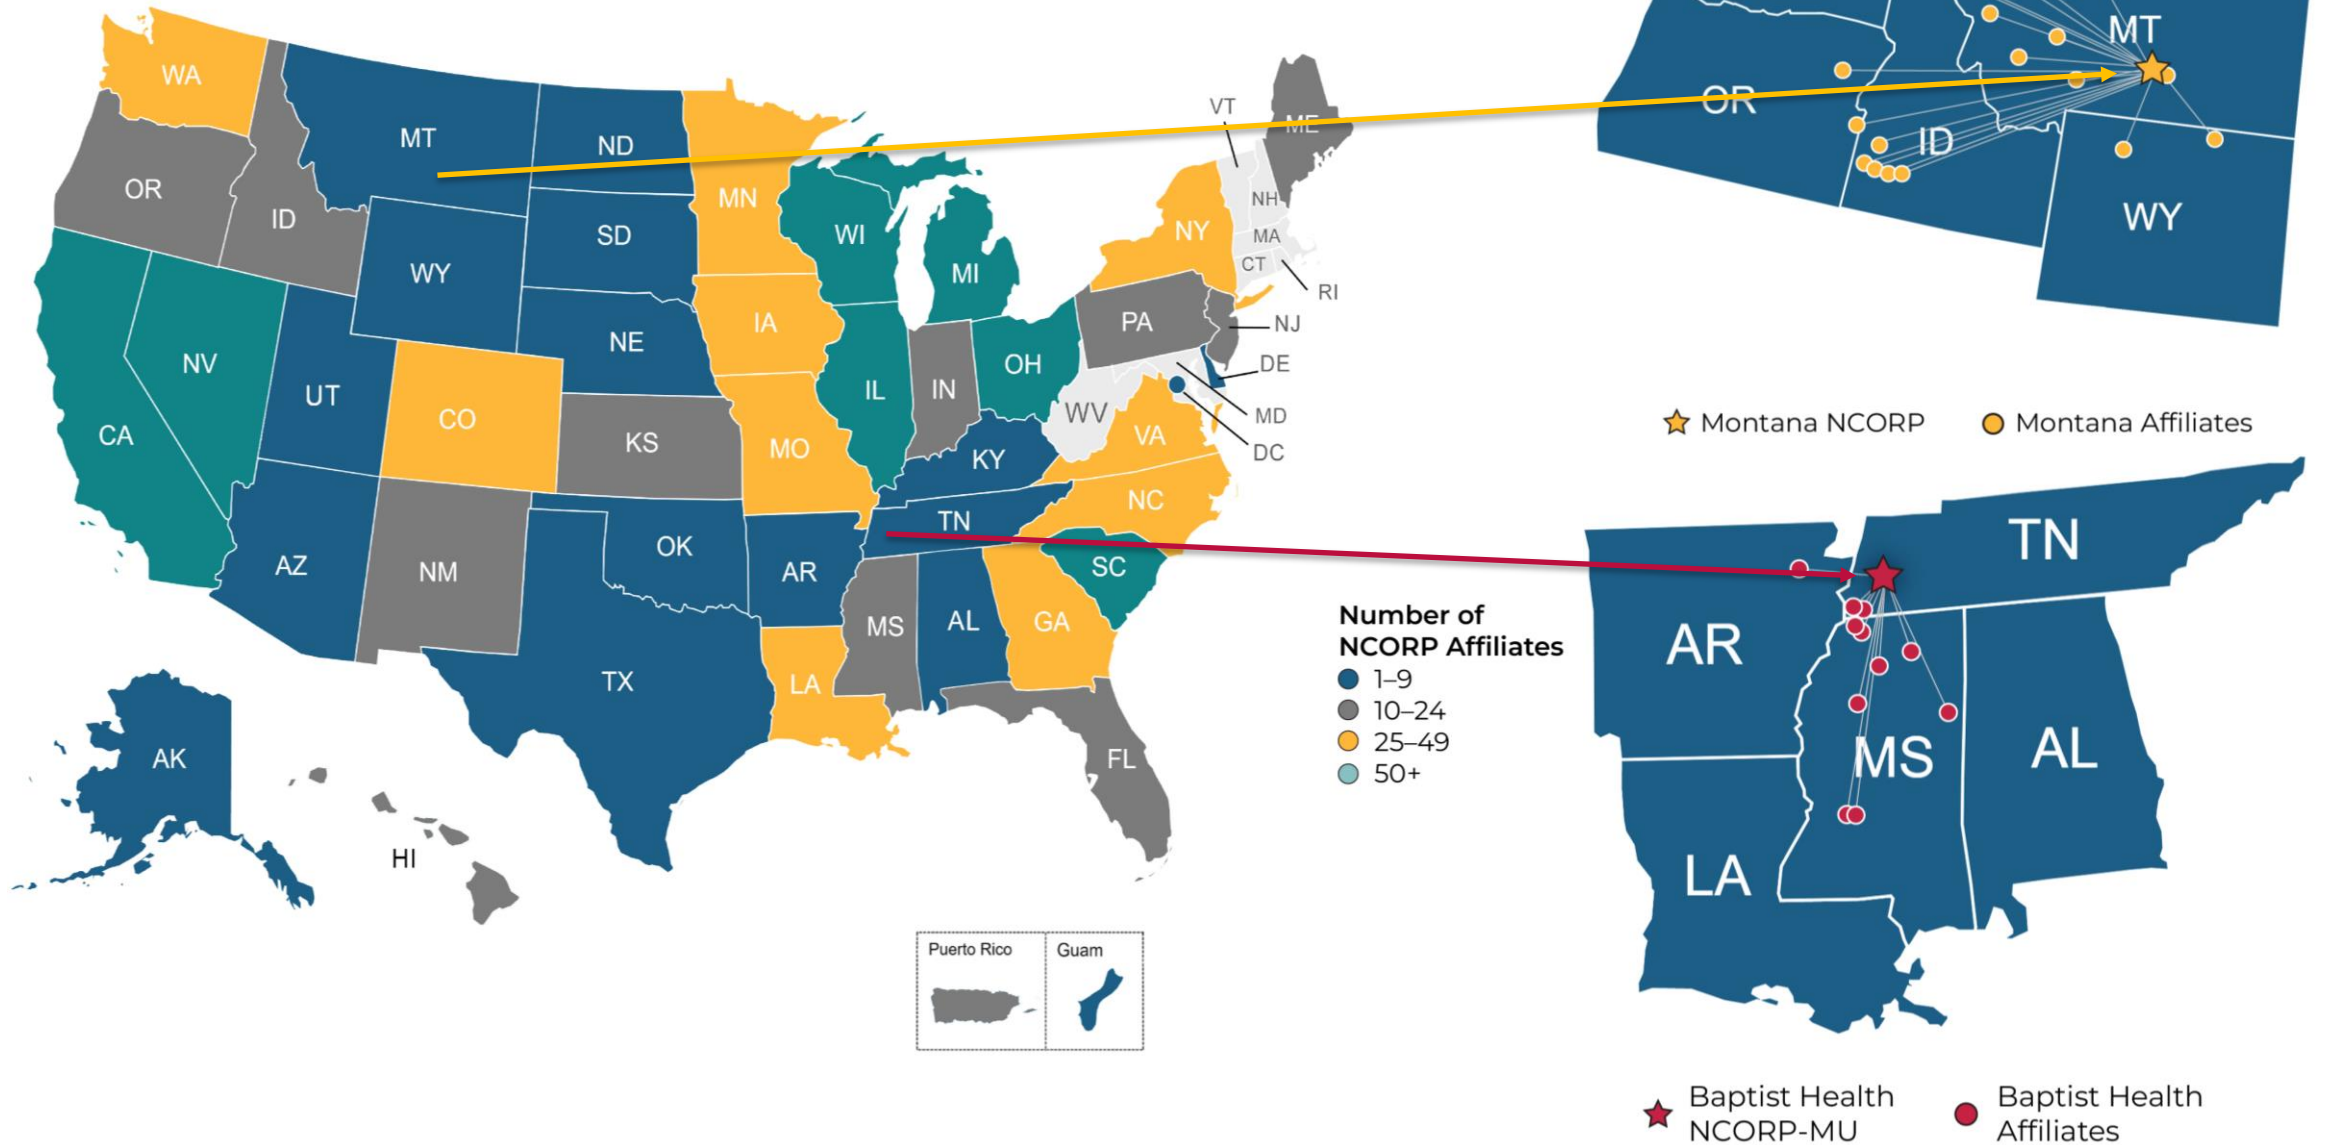 WA
MT
ND
MN
OR
ID
SD
WI
MI
NY
VT
ME
NH
MA
CT
RI
WY
IA
NE
PA
NJ
NV
UT
CO
IL
IN
OH
DE
CA
KS
MO
WV
VA
MD
DC
KY
NC
TN
AZ
NM
OK
AR
SC
MS
AL
GA
TX
LA
FL
AK
HI
Puerto Rico
Guam
Number of
NCORP Affiliates
1–9
10–24
25–49
50+
MT
OR
ID
WY
Montana NCORP
Montana Affiliates
TN
AR
MS
AL
LA
Baptist Health
NCORP-MU
Baptist Health
Affiliates